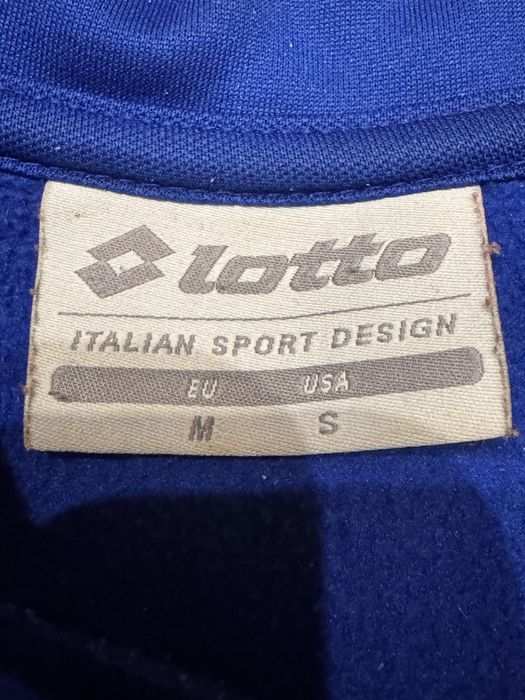 lotto
ITALIAN SPORT DESIGN
EU USA
M S